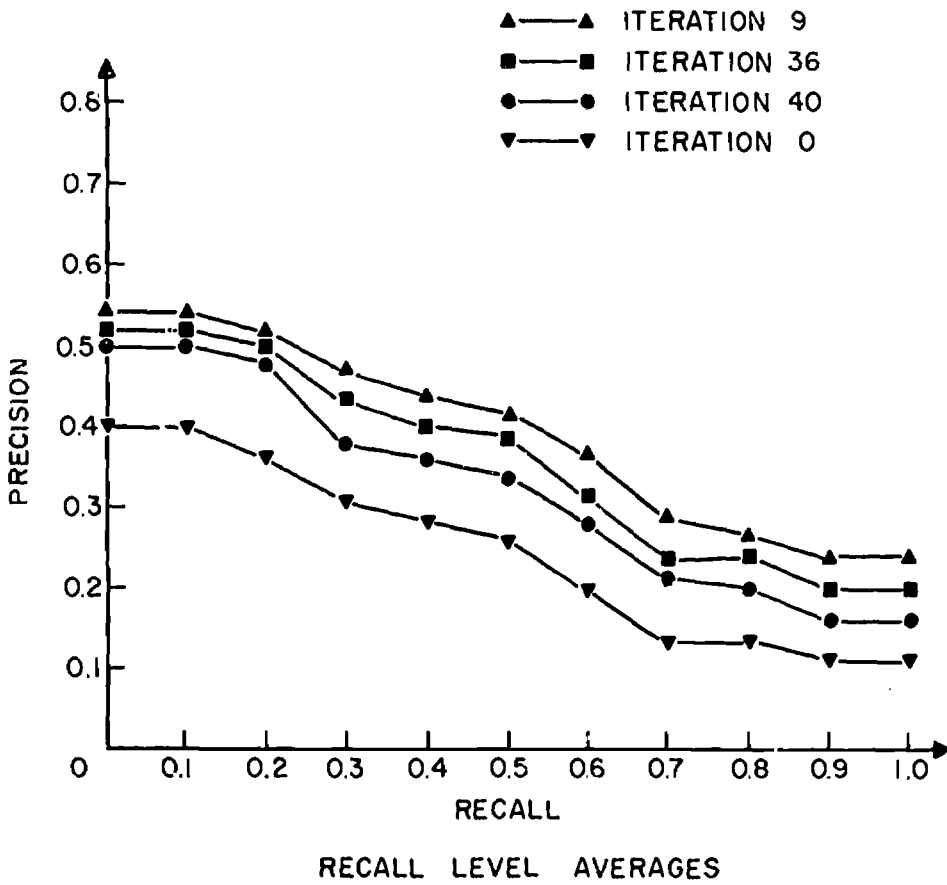 ITERATION 9
ITERATION 36
ITERATION 40
ITERATION 0
0.8
0.7
0.6
0.5
0.4
0.3
0.2
0.1
PRECISION
0 0.1 0.2 0.3 0.4 0.5 0.6 0.7 0.8 0.9 1.0
RECALL
RECALL LEVEL AVERAGES